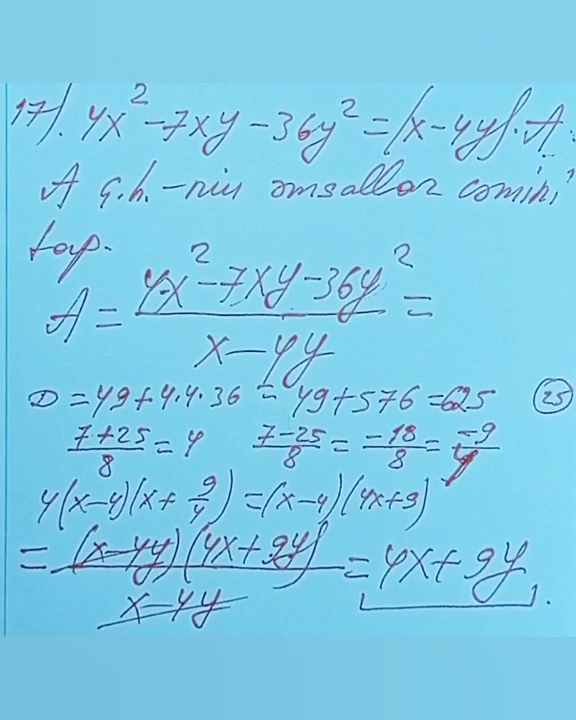 17). 4x² - 7xy - 36y² = (x - 4y) · A.
A ç.h. - nin əmsallar cəmini
tap.
A = (4x² - 7xy - 36y²) / (x - 4y) =
D = 49 + 4·4·36 = 49 + 576 = 625 (25)
(7+25)/8 = 4 (7-25)/8 = -18/8 = -9/4
4(x-4)(x + 9/4) = (x-4)(4x+9)
= (x-4y)(4x+9y) / (x-4y) = 4x+9y.